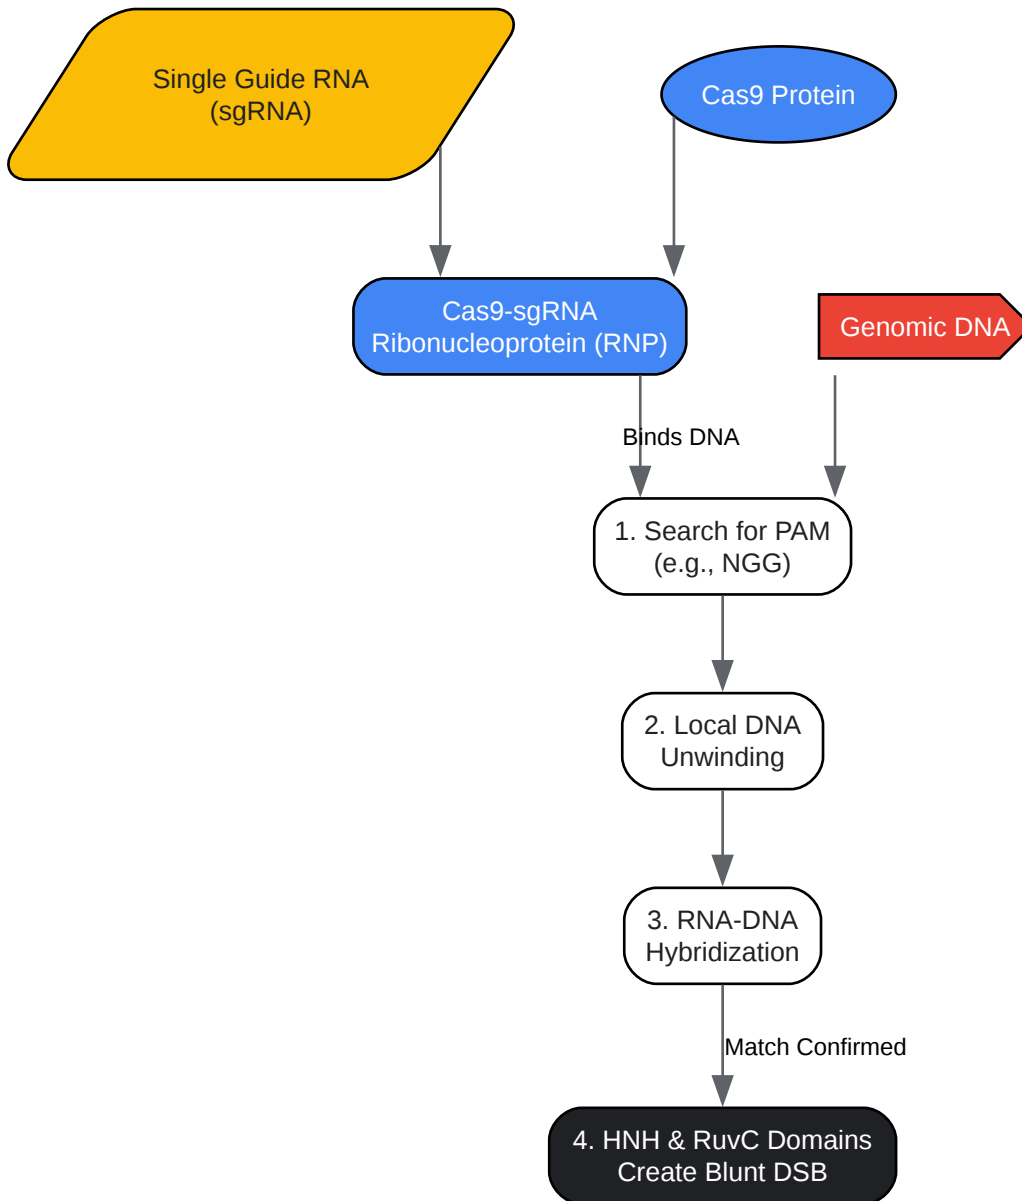 Single Guide RNA
(sgRNA)
Cas9 Protein
Cas9-sgRNA
Ribonucleoprotein (RNP)
Genomic DNA
Binds DNA
1. Search for PAM
(e.g., NGG)
2. Local DNA
Unwinding
3. RNA-DNA
Hybridization
Match Confirmed
4. HNH & RuvC Domains
Create Blunt DSB